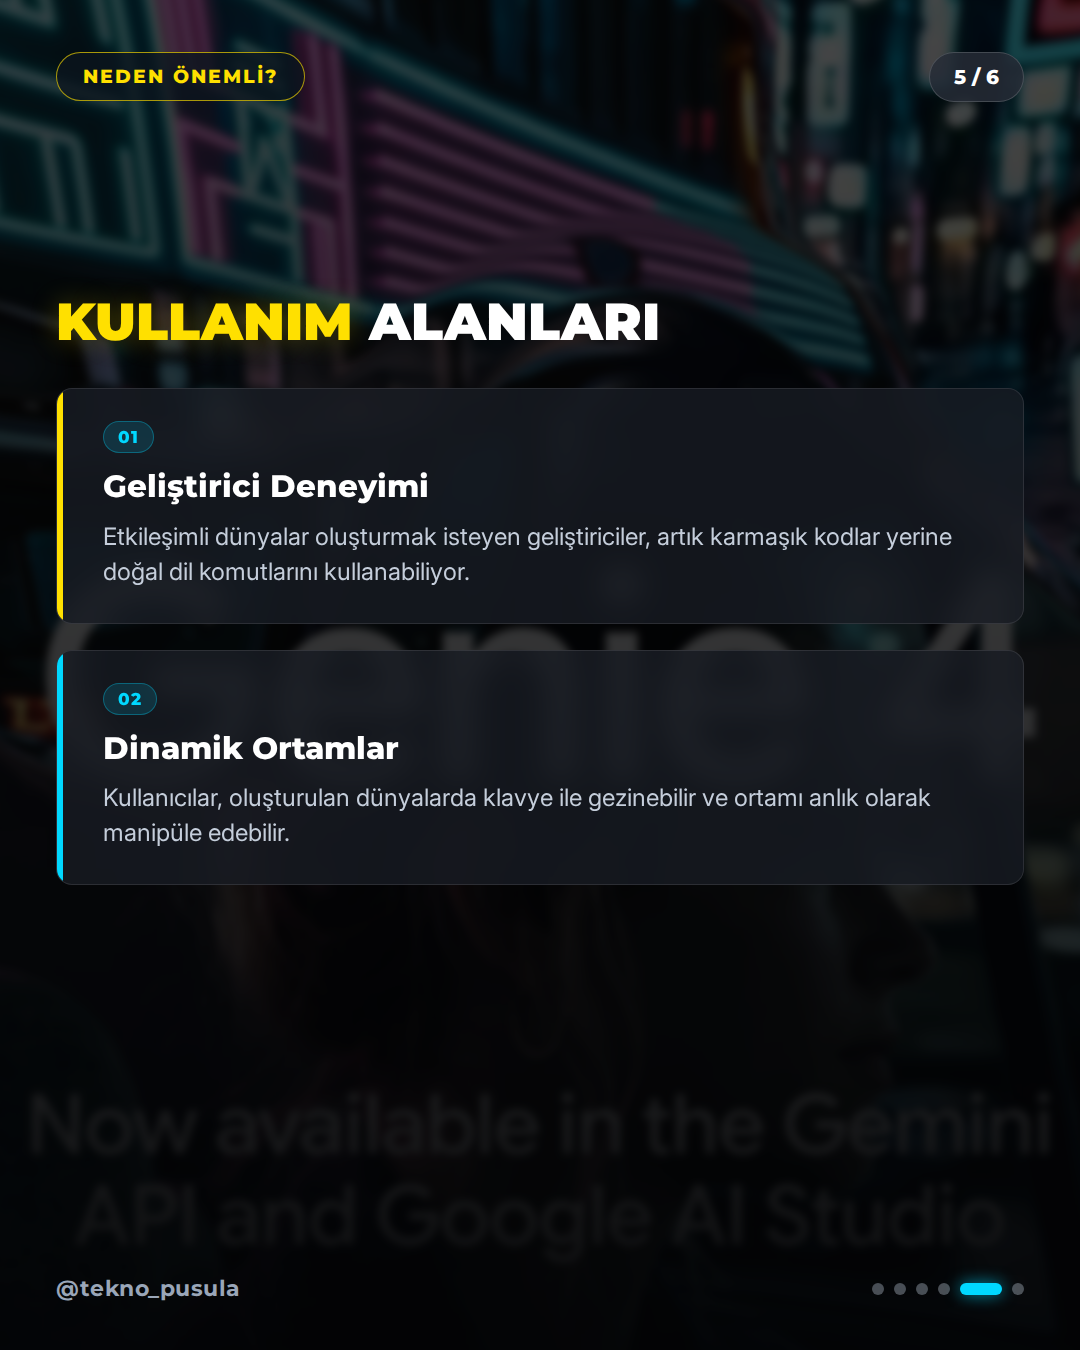 NEDEN ÖNEMLİ?
5 / 6
KULLANIM ALANLARI
01
Geliştirici Deneyimi
Etkileşimli dünyalar oluşturmak isteyen geliştiriciler, artık karmaşık kodlar yerine
doğal dil komutlarını kullanabiliyor.
Genie 4
02
Dinamik Ortamlar
Kullanıcılar, oluşturulan dünyalarda klavye ile gezinebilir ve ortamı anlık olarak
manipüle edebilir.
Now available in the Gemini
API and Google AI Studio
@tekno_pusula